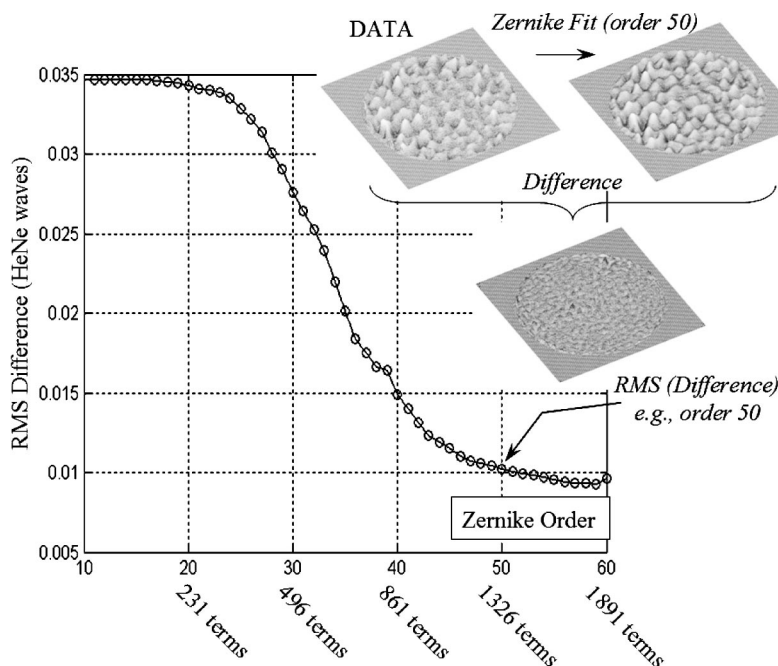 DATA
Zernike Fit (order 50)
Difference
RMS (Difference)
e.g., order 50
RMS Difference (HeNe waves)
0.035
0.03
0.025
0.02
0.015
0.01
0.005
Zernike Order
10 20 30 40 50 60
231 terms
496 terms
861 terms
1326 terms
1891 terms